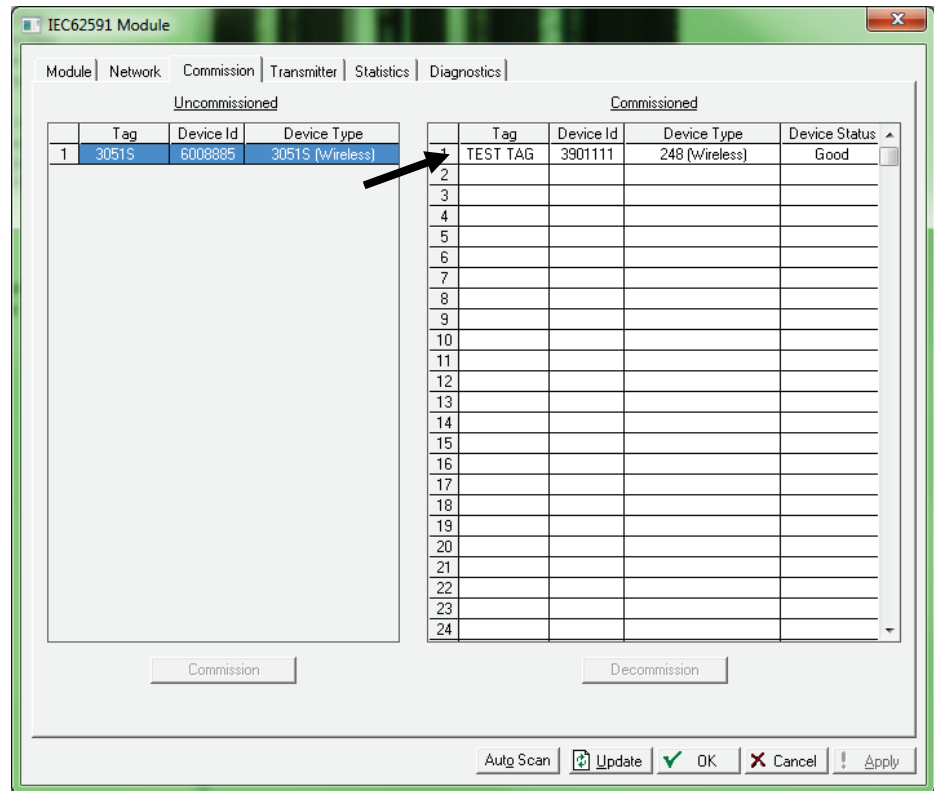 IEC62591 Module
Module Network Commission Transmitter Statistics Diagnostics
Uncommissioned
Tag Device Id Device Type
1 3051S 6008885 3051S (Wireless)
Commission
Commissioned
Tag Device Id Device Type Device Status
1 TEST TAG 3901111 248 (Wireless) Good
2
3
4
5
6
7
8
9
10
11
12
13
14
15
16
17
18
19
20
21
22
23
24
Decommission
Auto Scan Update OK Cancel Apply